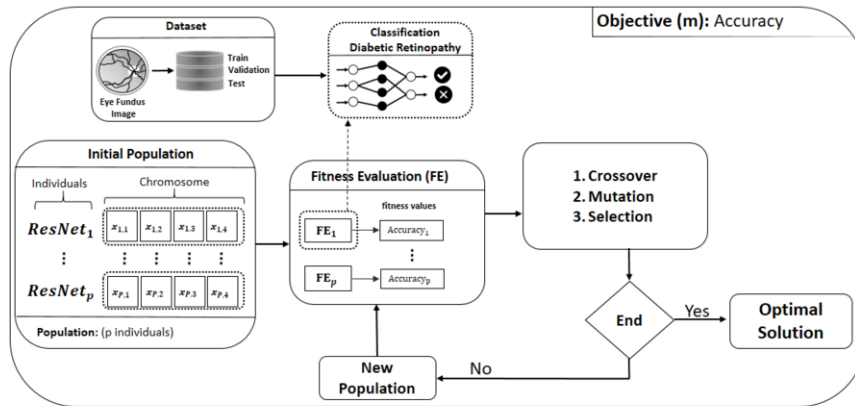 Objective (m): Accuracy
Dataset
Eye Fundus
Image
Train
Validation
Test
Classification
Diabetic Retinopathy
Initial Population
Individuals
Chromosome
ResNet1 x1.1 x1.2 x1.3 x1.4
ResNetp xP.1 xP.2 xP.3 xP.4
Population: (p individuals)
Fitness Evaluation (FE)
fitness values
FE1 Accuracy1
FEp Accuracyp
1. Crossover
2. Mutation
3. Selection
End
Yes
Optimal
Solution
No
New
Population